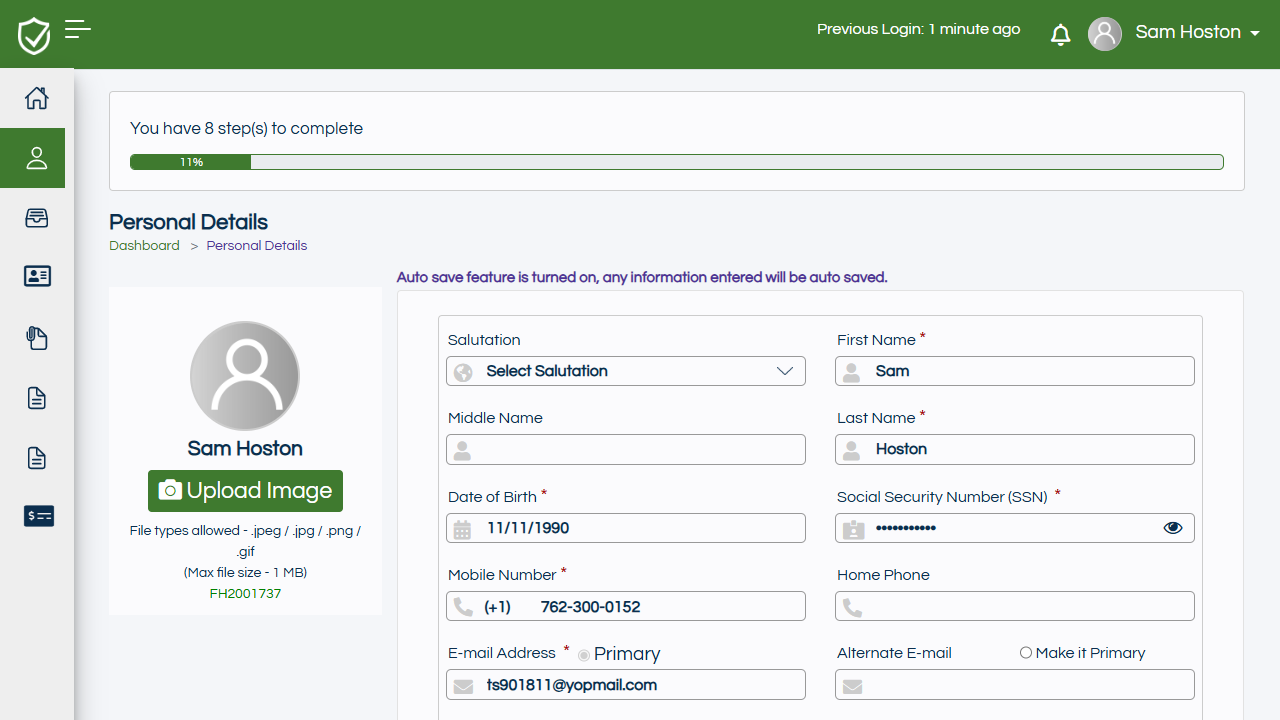 Previous Login: 1 minute ago
Sam Hoston
You have 8 step(s) to complete
11%
Personal Details
Dashboard > Personal Details
Auto save feature is turned on, any information entered will be auto saved.
Sam Hoston
Upload Image
File types allowed - .jpeg / .jpg / .png /
.gif
(Max file size - 1 MB)
FH2001737
Salutation
Select Salutation
First Name *
Sam
Middle Name
Last Name *
Hoston
Date of Birth *
11/11/1990
Social Security Number (SSN) *
•••••••••••
Mobile Number *
(+1) 762-300-0152
Home Phone
E-mail Address * Primary
ts901811@yopmail.com
Alternate E-mail Make it Primary